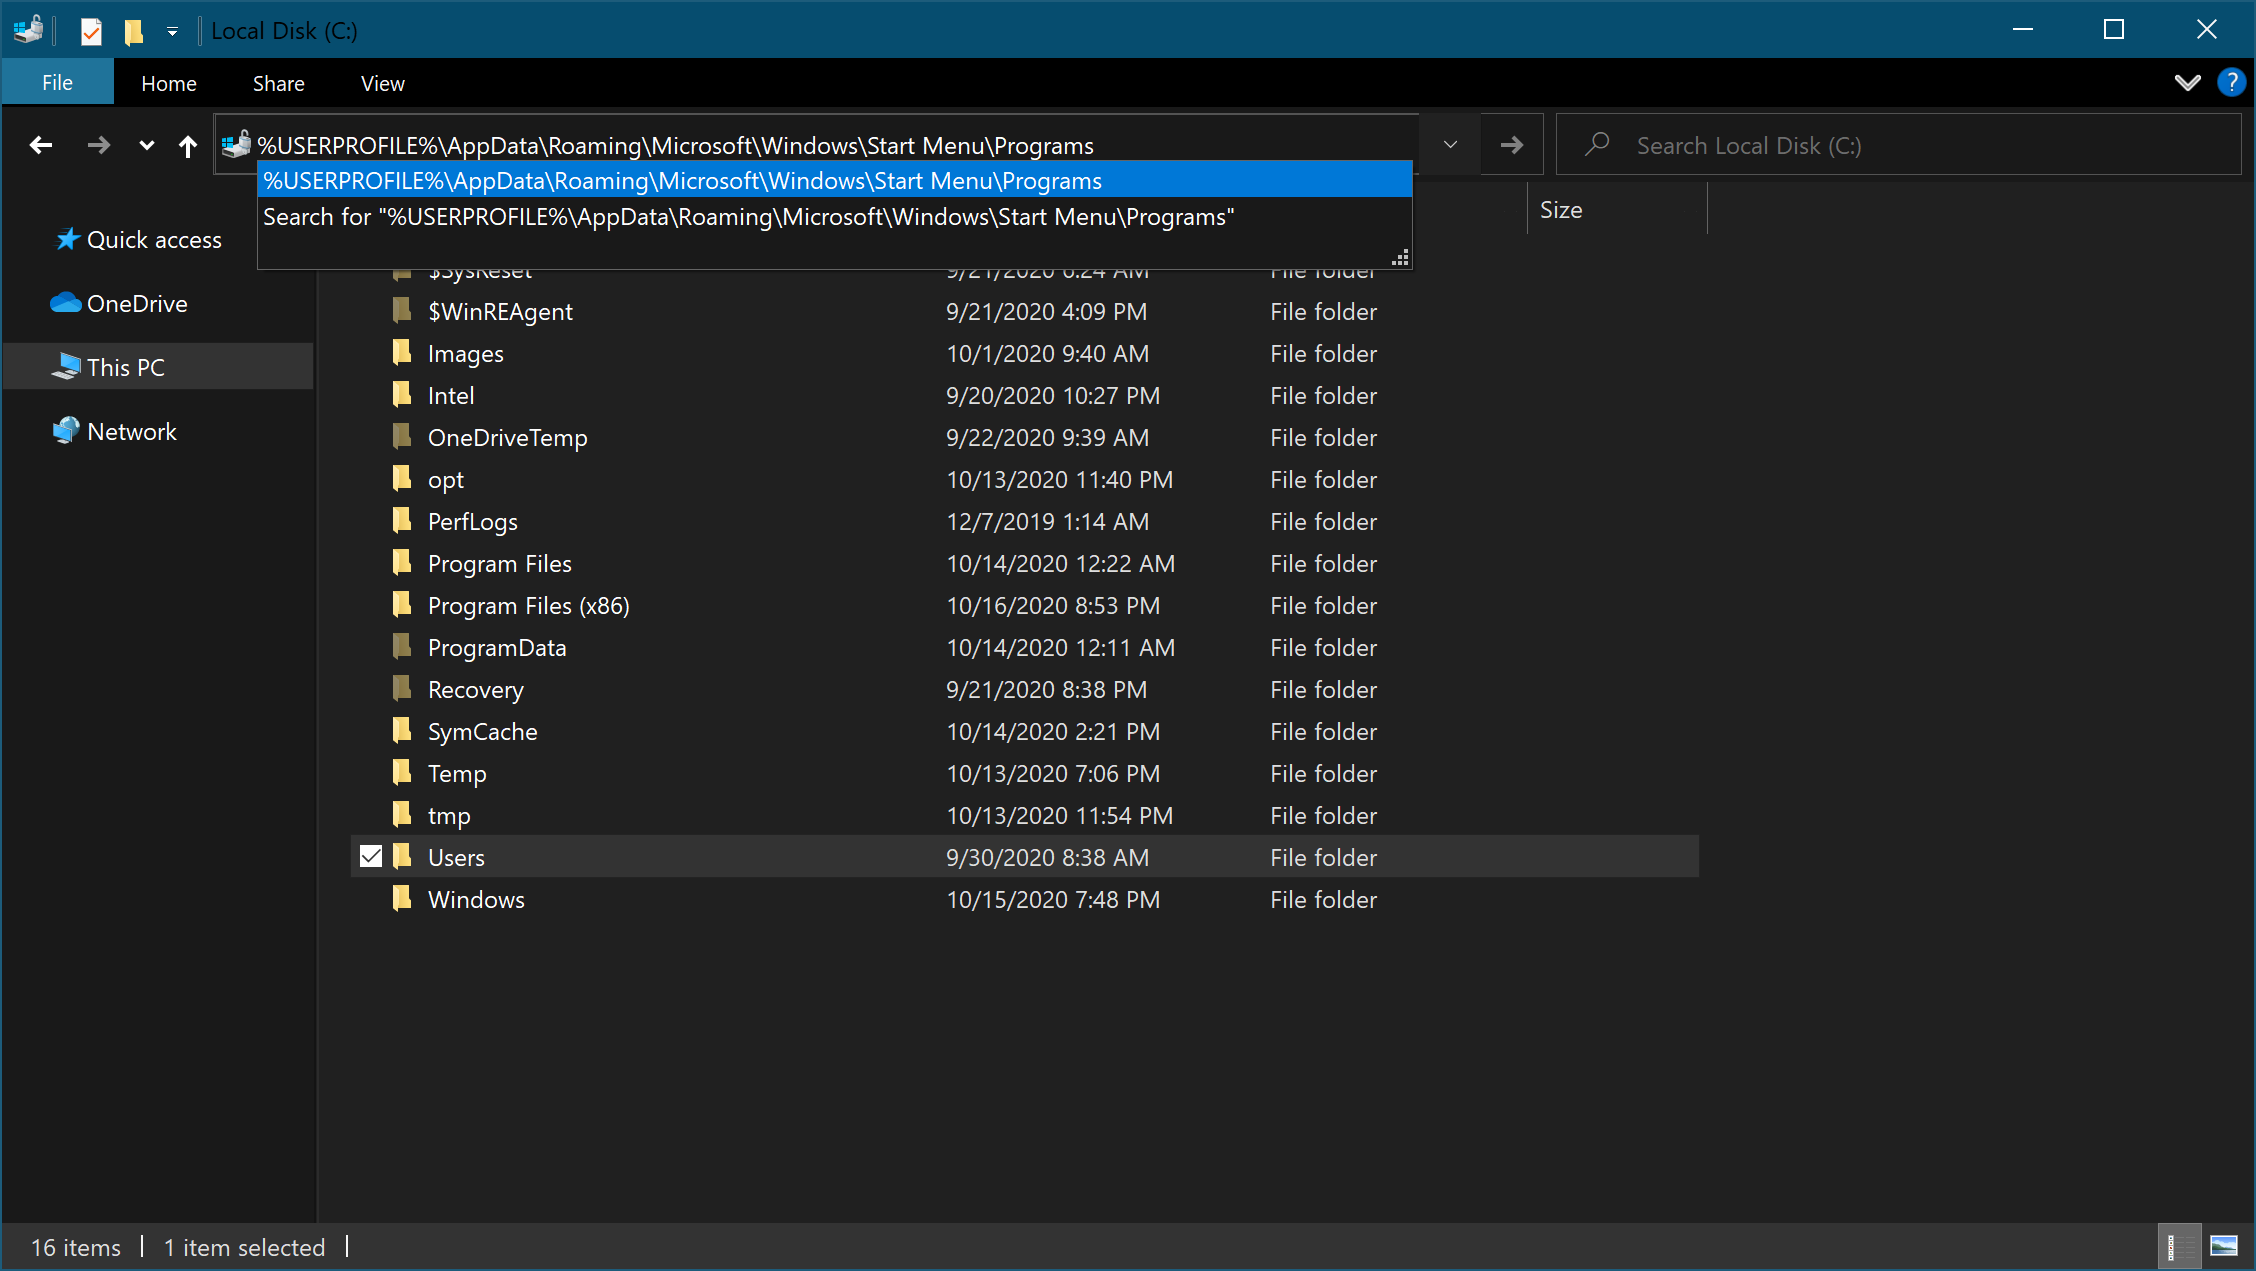 Local Disk (C:)
File Home Share View
?
%USERPROFILE%\AppData\Roaming\Microsoft\Windows\Start Menu\Programs
Search Local Disk (C:)
%USERPROFILE%\AppData\Roaming\Microsoft\Windows\Start Menu\Programs
Search for "%USERPROFILE%\AppData\Roaming\Microsoft\Windows\Start Menu\Programs"
Size
Quick access
OneDrive
This PC
Network
$SysReset 9/21/2020 6:24 AM File folder
$WinREAgent 9/21/2020 4:09 PM File folder
Images 10/1/2020 9:40 AM File folder
Intel 9/20/2020 10:27 PM File folder
OneDriveTemp 9/22/2020 9:39 AM File folder
opt 10/13/2020 11:40 PM File folder
PerfLogs 12/7/2019 1:14 AM File folder
Program Files 10/14/2020 12:22 AM File folder
Program Files (x86) 10/16/2020 8:53 PM File folder
ProgramData 10/14/2020 12:11 AM File folder
Recovery 9/21/2020 8:38 PM File folder
SymCache 10/14/2020 2:21 PM File folder
Temp 10/13/2020 7:06 PM File folder
tmp 10/13/2020 11:54 PM File folder
Users 9/30/2020 8:38 AM File folder
Windows 10/15/2020 7:48 PM File folder
16 items 1 item selected